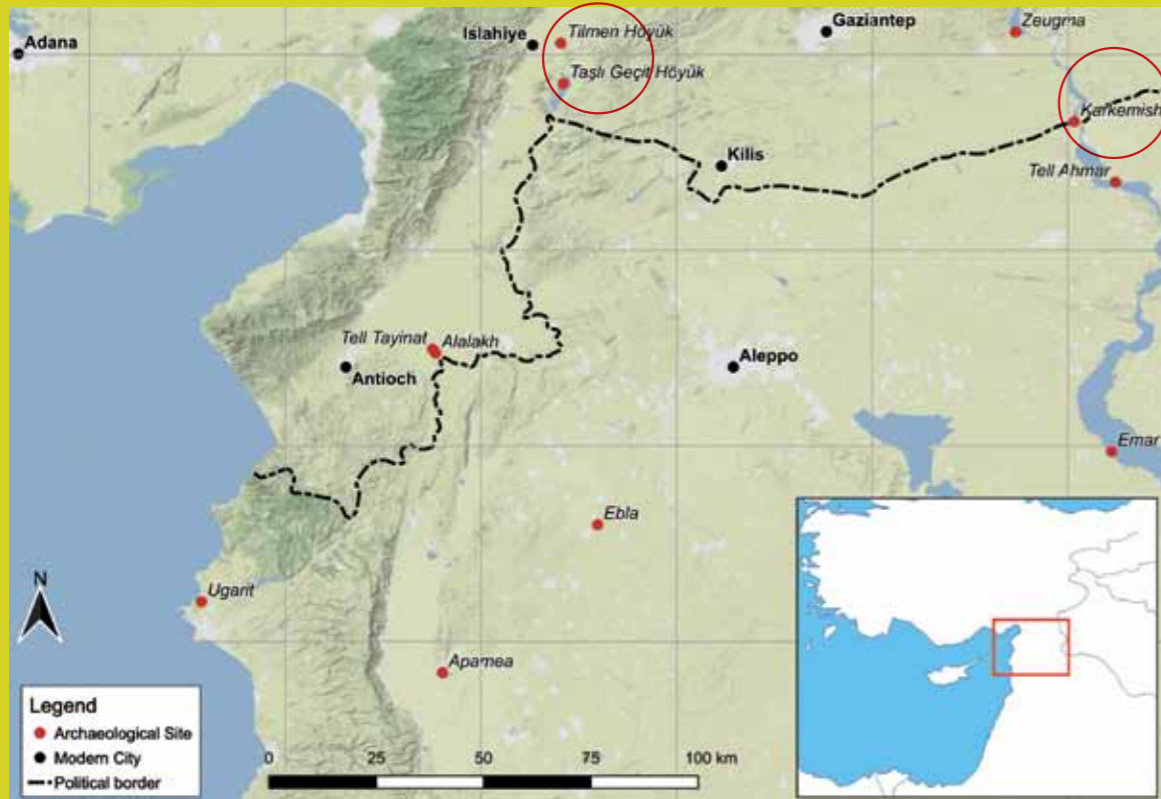 Adana
Islahiye
Tilmen Höyük
Gaziantep
Zeugma
Taşlı Geçit Höyük
Karkemish
Kilis
Tell Ahmar
Tell Tayinat
Alalakh
Antioch
Aleppo
Emar
Ebla
N
Ugarit
Apamea
Legend
Archaeological Site
Modern City
Political border
0 25 50 75 100 km